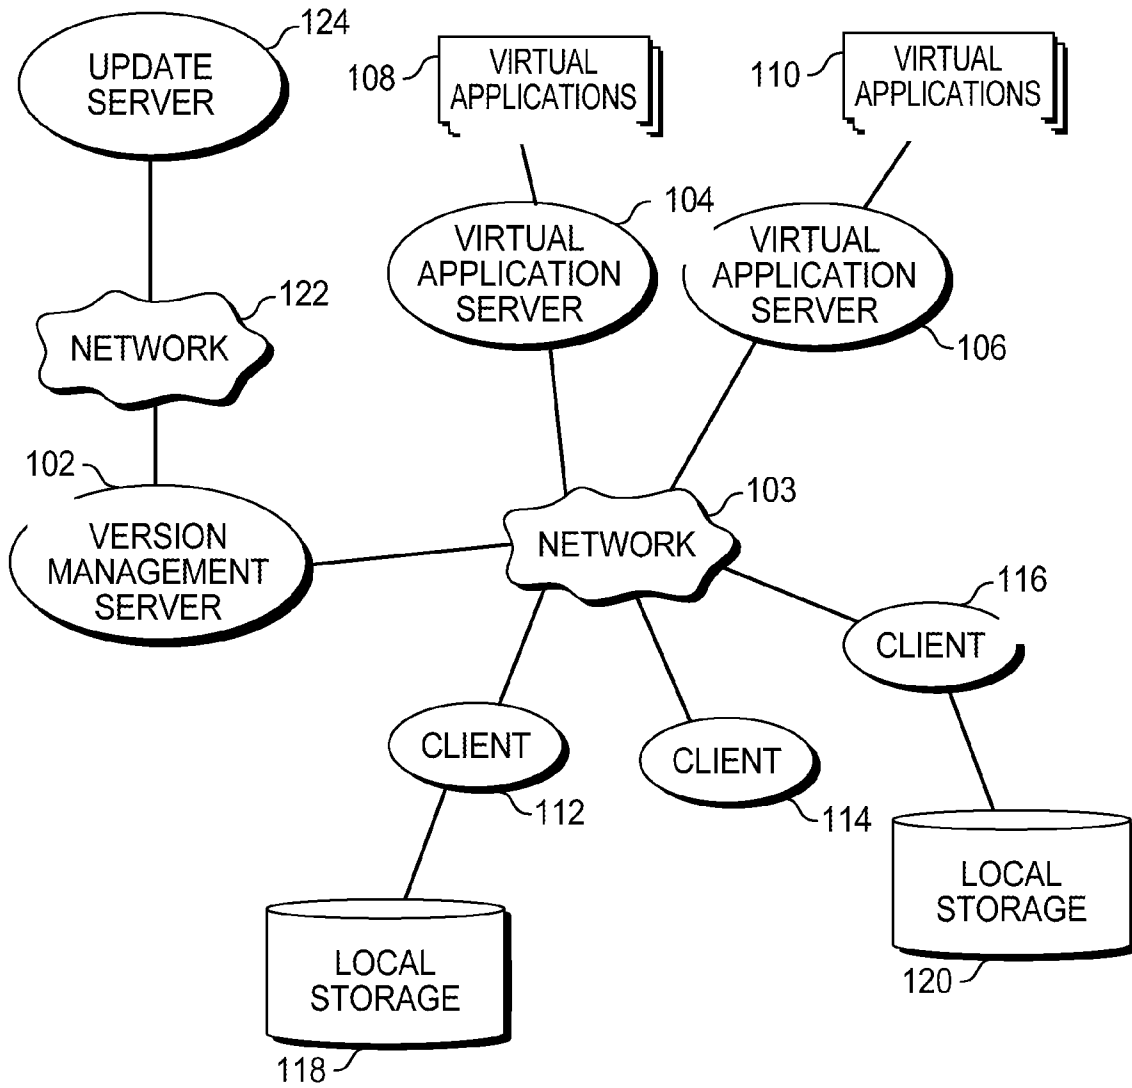 124
UPDATE
SERVER
108
VIRTUAL
APPLICATIONS
110
VIRTUAL
APPLICATIONS
104
VIRTUAL
APPLICATION
SERVER
VIRTUAL
APPLICATION
SERVER
106
122
NETWORK
102
VERSION
MANAGEMENT
SERVER
103
NETWORK
116
CLIENT
CLIENT
112
CLIENT
114
LOCAL
STORAGE
120
LOCAL
STORAGE
118